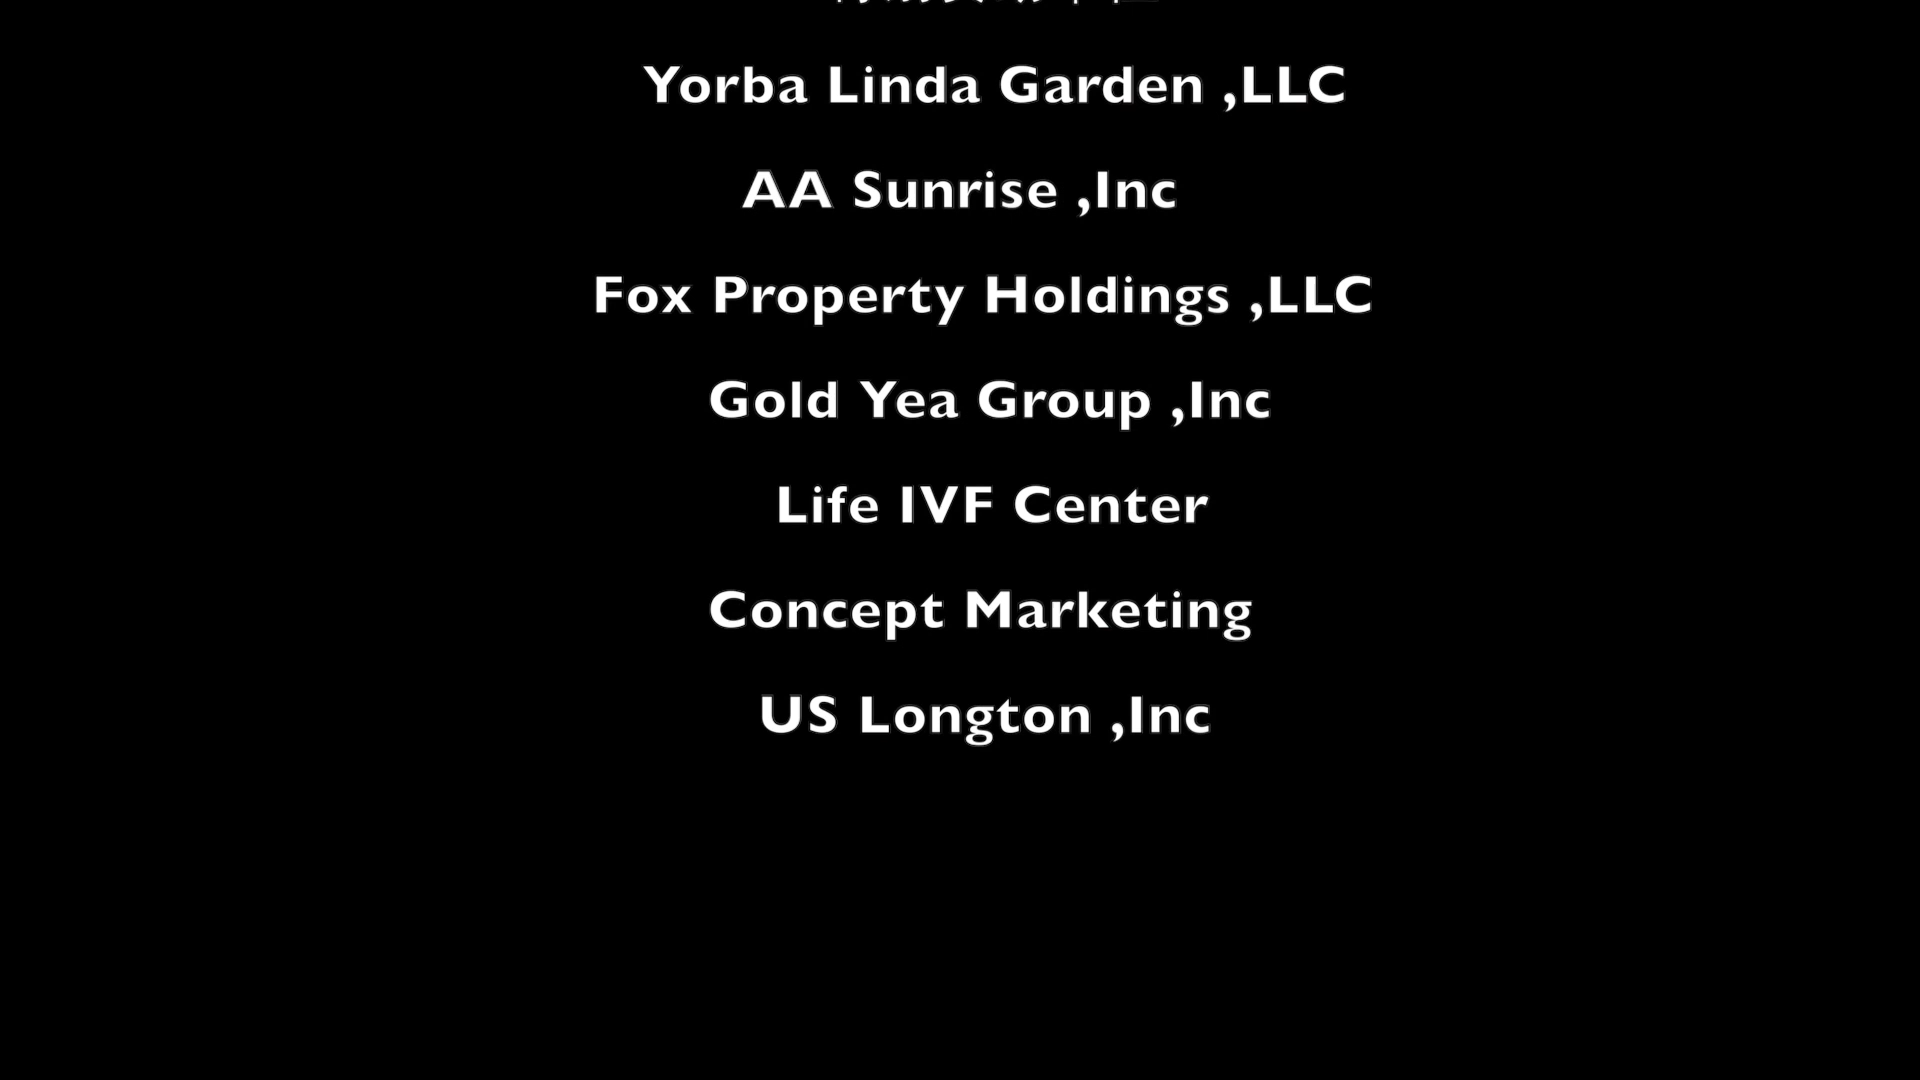 Yorba Linda Garden ,LLC
AA Sunrise ,Inc
Fox Property Holdings ,LLC
Gold Yea Group ,Inc
Life IVF Center
Concept Marketing
US Longton ,Inc